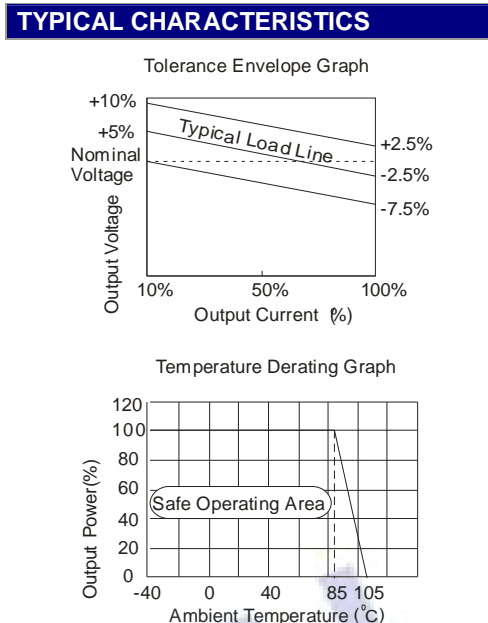 TYPICAL CHARACTERISTICS
Tolerance Envelope Graph
+10%
+5%
Nominal
Voltage
Typical Load Line
+2.5%
-2.5%
-7.5%
Output Voltage
10% 50% 100%
Output Current (%)
Temperature Derating Graph
120
100
80
60
40
20
0
Safe Operating Area
Output Power(%)
-40 0 40 85 105
Ambient Temperature (°C)